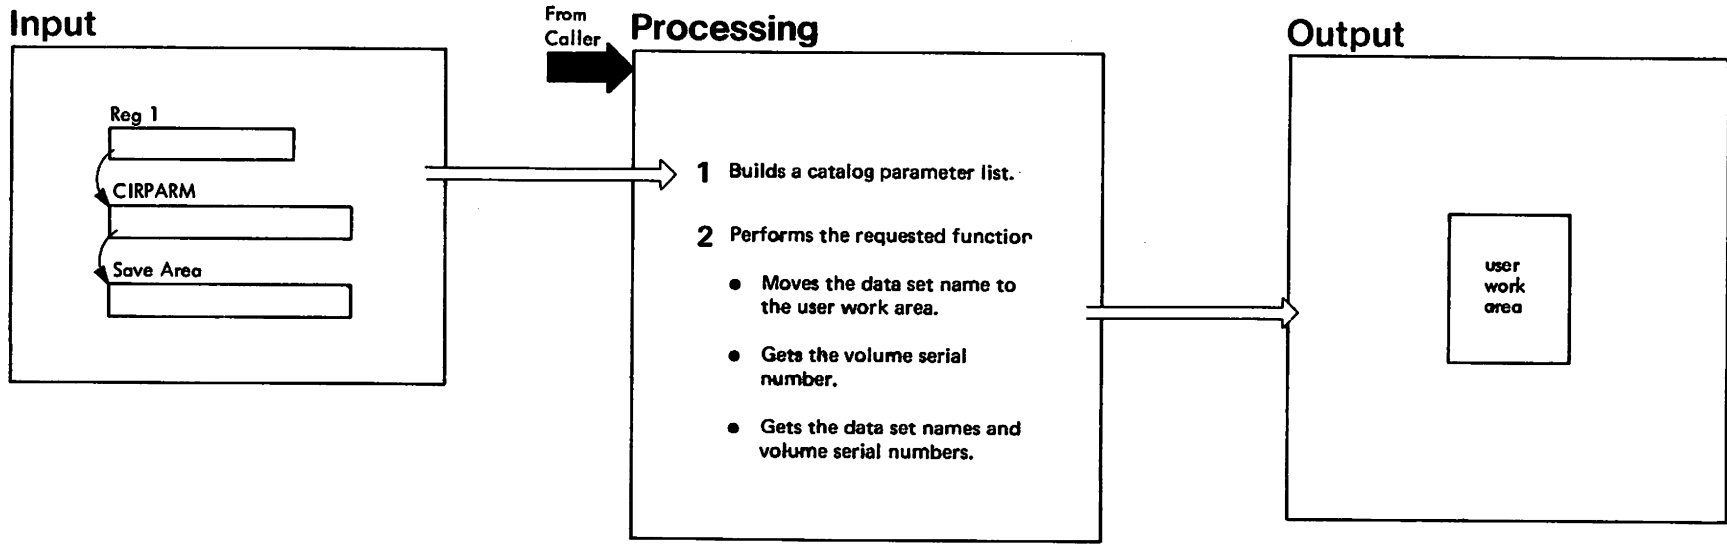 Input
Reg 1
CIRPARM
Save Area
From
Caller
Processing
1 Builds a catalog parameter list.
2 Performs the requested function
● Moves the data set name to
the user work area.
● Gets the volume serial
number.
● Gets the data set names and
volume serial numbers.
Output
user
work
area